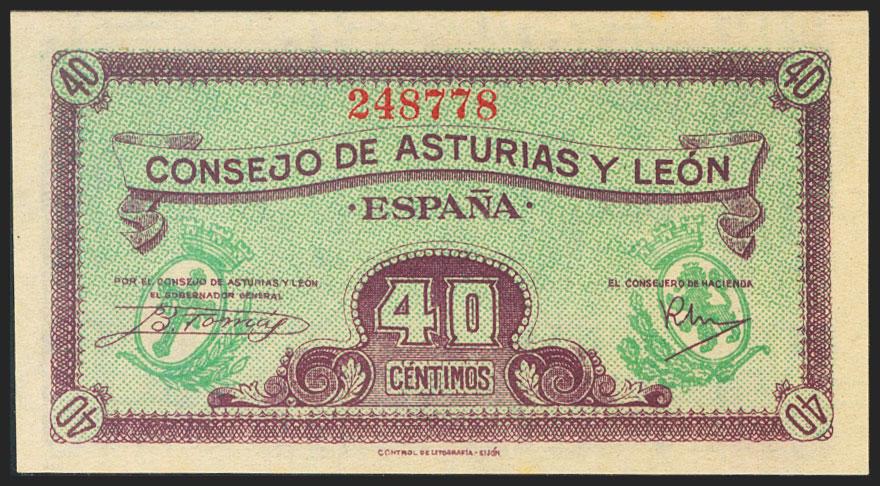 40 40
248778
CONSEJO DE ASTURIAS Y LEÓN
· ESPAÑA ·
POR EL CONSEJO DE ASTURIAS Y LEÓN
EL GOBERNADOR GENERAL
B. Tomás
EL CONSEJERO DE HACIENDA
40
CÉNTIMOS
40 40
CONTROL DE LITOGRAFÍA - GIJÓN